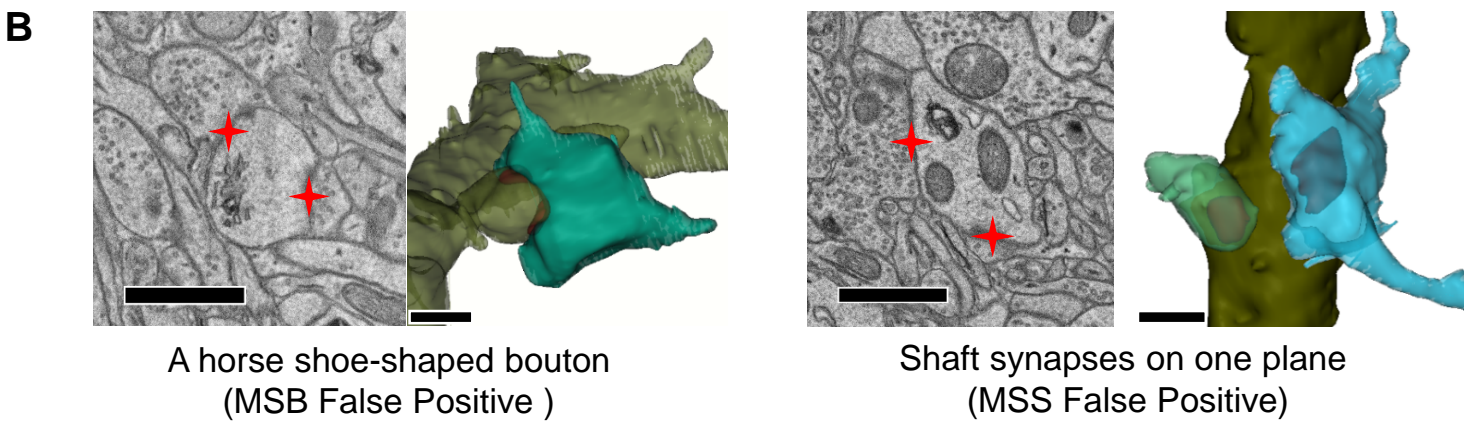 B
A horse shoe-shaped bouton
(MSB False Positive )
Shaft synapses on one plane
(MSS False Positive)